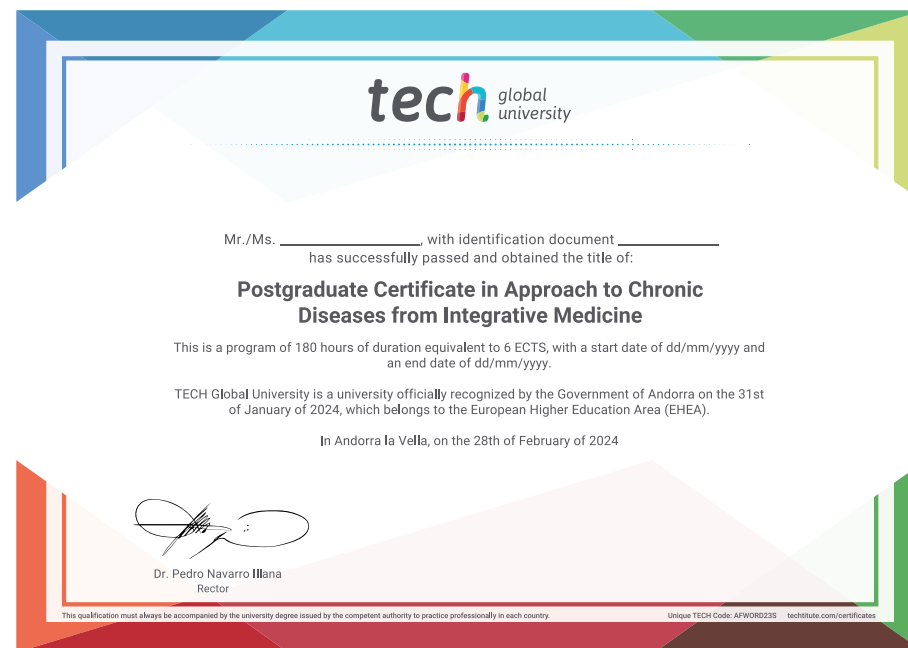 tech global
university
Mr./Ms. ____________, with identification document ____________
has successfully passed and obtained the title of:
Postgraduate Certificate in Approach to Chronic
Diseases from Integrative Medicine
This is a program of 180 hours of duration equivalent to 6 ECTS, with a start date of dd/mm/yyyy and
an end date of dd/mm/yyyy.
TECH Global University is a university officially recognized by the Government of Andorra on the 31st
of January of 2024, which belongs to the European Higher Education Area (EHEA).
In Andorra la Vella, on the 28th of February of 2024
Dr. Pedro Navarro Illana
Rector
This qualification must always be accompanied by the university degree issued by the competent authority to practice professionally in each country. Unique TECH Code: AFWORD23S techtitute.com/certificates